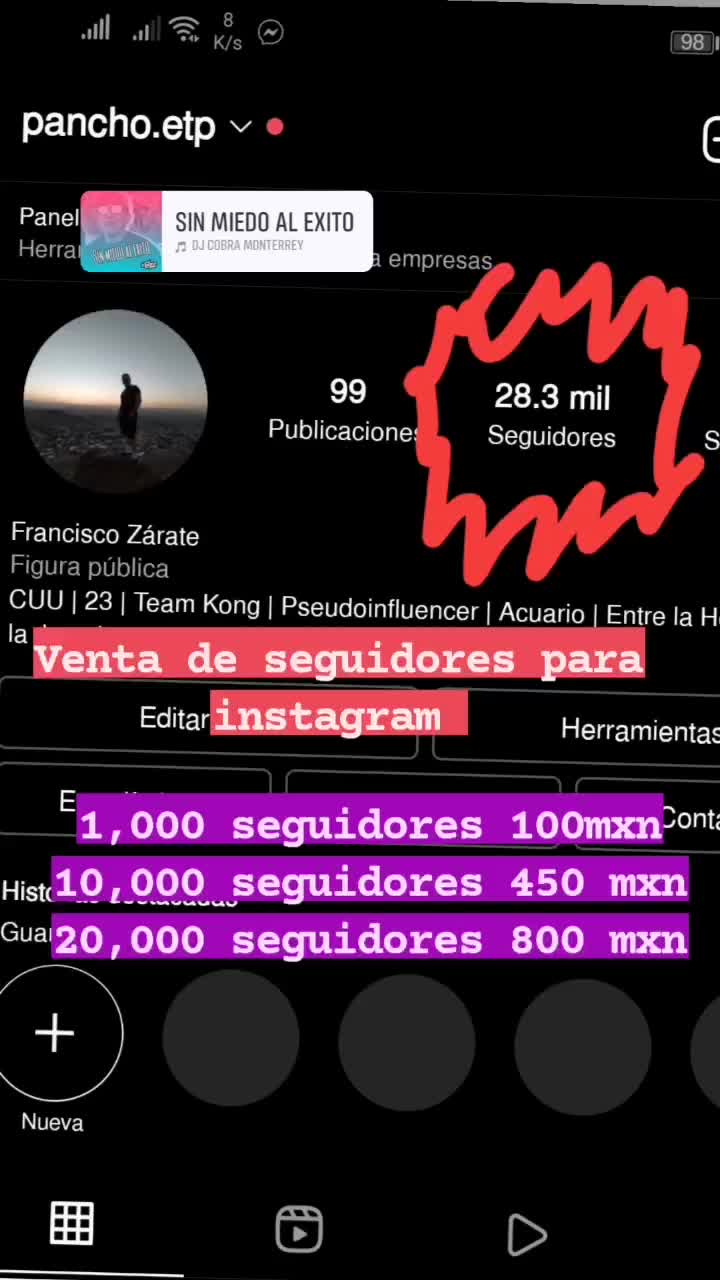 8
K/s
98
pancho.etp
Panel
SIN MIEDO AL EXITO
DJ COBRA MONTERREY
Herra
a empresas.
99
Publicaciones
28.3 mil
Seguidores
S
Francisco Zárate
Figura pública
CUU | 23 | Team Kong | Pseudoinfluencer | Acuario | Entre la H
la
Venta de seguidores para
instagram
Editar
Herramientas
1,000 seguidores 100mxn
Conta
10,000 seguidores 450 mxn
20,000 seguidores 800 mxn
Histo
Gua
Nueva